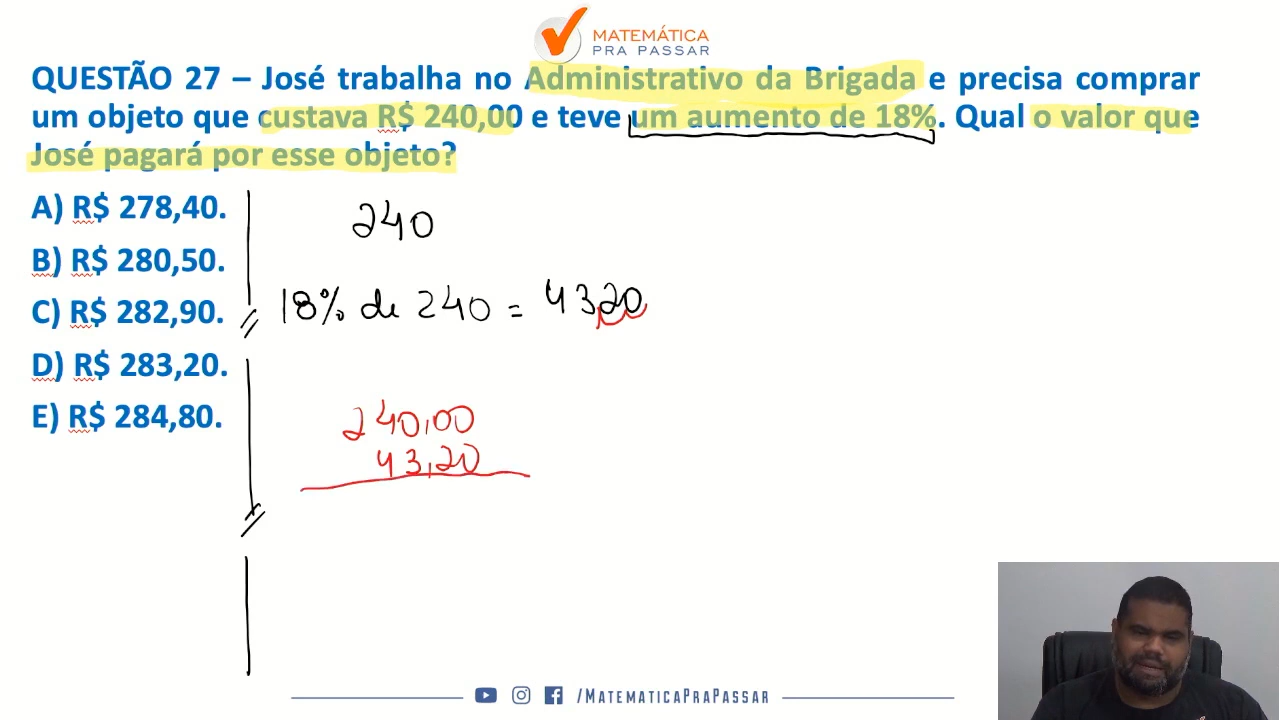 MATEMÁTICA
PRA PASSAR
QUESTÃO 27 – José trabalha no Administrativo da Brigada e precisa comprar
um objeto que custava R$ 240,00 e teve um aumento de 18%. Qual o valor que
José pagará por esse objeto?
A) R$ 278,40.
B) R$ 280,50.
C) R$ 282,90.
D) R$ 283,20.
E) R$ 284,80.
240
18% de 240 = 43,20
240,00
43,20
/MATEMATICAPRAPASSAR